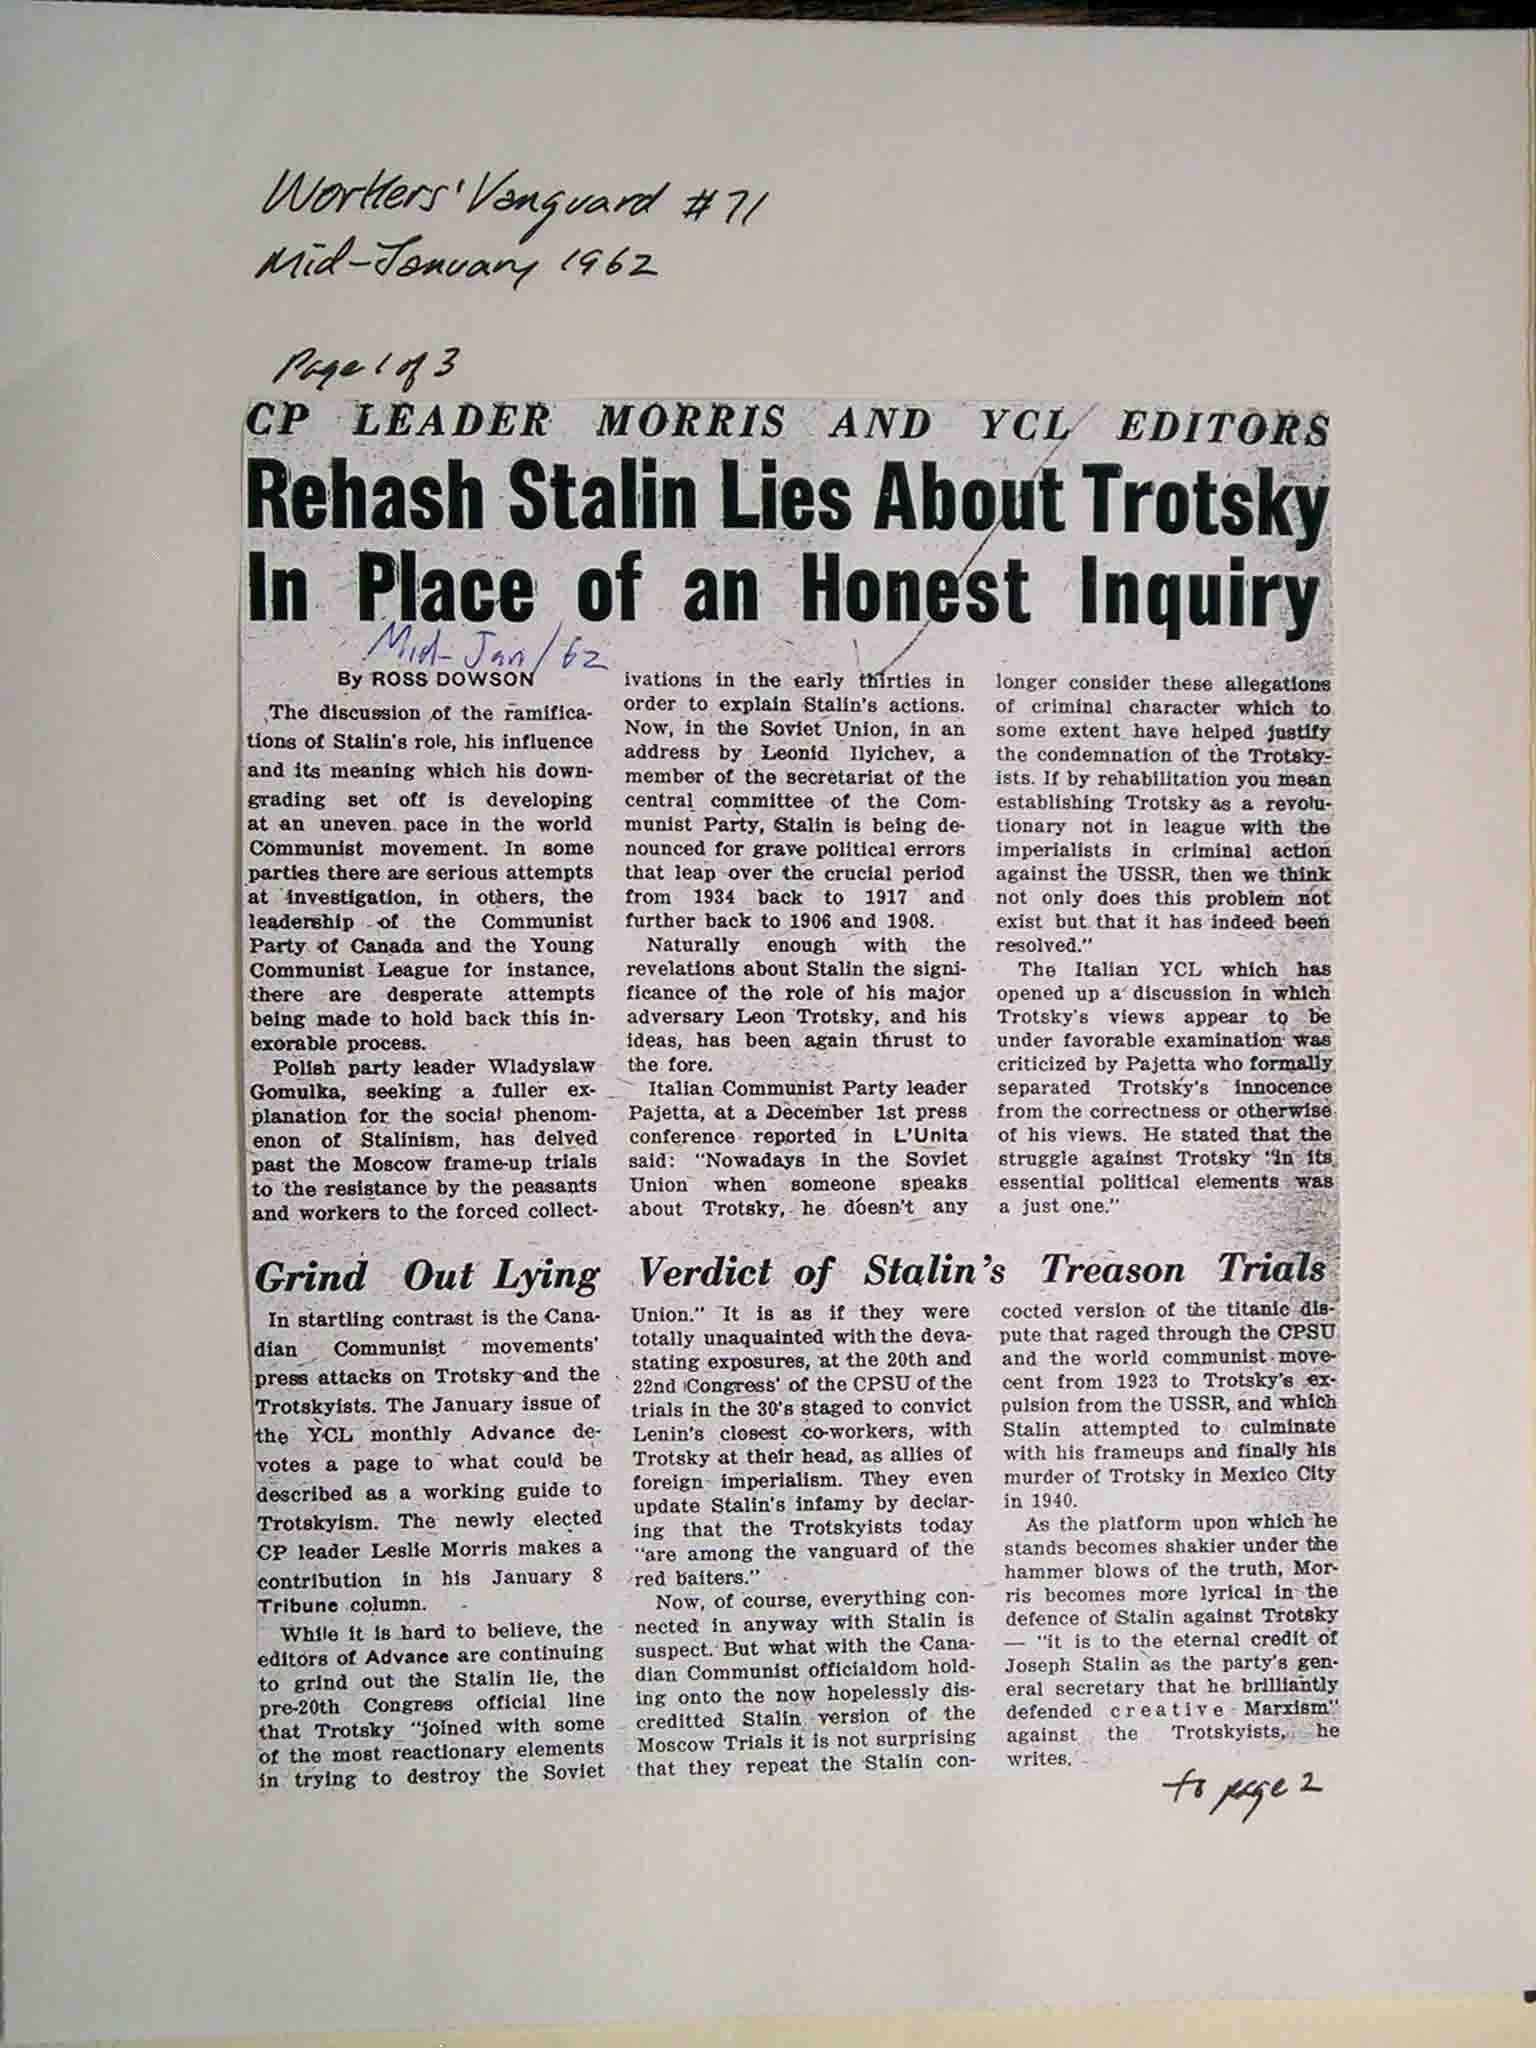 Workers' Vanguard #71
Mid-January 1962
Page 1 of 3
CP LEADER MORRIS AND YCL EDITORS
Rehash Stalin Lies About Trotsky
In Place of an Honest Inquiry
Mid-Jan/62
By ROSS DOWSON
The discussion of the ramifica-
tions of Stalin's role, his influence
and its meaning which his down-
grading set off is developing
at an uneven pace in the world
Communist movement. In some
parties there are serious attempts
at investigation, in others, the
leadership of the Communist
Party of Canada and the Young
Communist League for instance,
there are desperate attempts
being made to hold back this in-
exorable process.
Polish party leader Wladyslaw
Gomulka, seeking a fuller ex-
planation for the social phenom-
enon of Stalinism, has delved
past the Moscow frame-up trials
to the resistance by the peasants
and workers to the forced collect-
ivations in the early thirties in
order to explain Stalin's actions.
Now, in the Soviet Union, in an
address by Leonid Ilyichev, a
member of the secretariat of the
central committee of the Com-
munist Party, Stalin is being de-
nounced for grave political errors
that leap over the crucial period
from 1934 back to 1917 and
further back to 1906 and 1908.
Naturally enough with the
revelations about Stalin the signi-
ficance of the role of his major
adversary Leon Trotsky, and his
ideas, has been again thrust to
the fore.
Italian Communist Party leader
Pajetta, at a December 1st press
conference reported in L'Unita
said: "Nowadays in the Soviet
Union when someone speaks
about Trotsky, he doesn't any
longer consider these allegations
of criminal character which to
some extent have helped justify
the condemnation of the Trotsky-
ists. If by rehabilitation you mean
establishing Trotsky as a revolu-
tionary not in league with the
imperialists in criminal action
against the USSR, then we think
not only does this problem not
exist but that it has indeed been
resolved."
The Italian YCL which has
opened up a discussion in which
Trotsky's views appear to be
under favorable examination was
criticized by Pajetta who formally
separated Trotsky's innocence
from the correctness or otherwise
of his views. He stated that the
struggle against Trotsky "in its
essential political elements was
a just one."
Grind Out Lying Verdict of Stalin's Treason Trials
In startling contrast is the Cana-
dian Communist movements'
press attacks on Trotsky and the
Trotskyists. The January issue of
the YCL monthly Advance de-
votes a page to what could be
described as a working guide to
Trotskyism. The newly elected
CP leader Leslie Morris makes a
contribution in his January 8
Tribune column.
While it is hard to believe, the
editors of Advance are continuing
to grind out the Stalin lie, the
pre-20th Congress official line
that Trotsky "joined with some
of the most reactionary elements
in trying to destroy the Soviet
Union." It is as if they were
totally unaquainted with the deva-
stating exposures, at the 20th and
22nd Congress' of the CPSU of the
trials in the 30's staged to convict
Lenin's closest co-workers, with
Trotsky at their head, as allies of
foreign imperialism. They even
update Stalin's infamy by declar-
ing that the Trotskyists today
"are among the vanguard of the
red baiters."
Now, of course, everything con-
nected in anyway with Stalin is
suspect. But what with the Cana-
dian Communist officialdom hold-
ing onto the now hopelessly dis-
creditted Stalin version of the
Moscow Trials it is not surprising
that they repeat the Stalin con-
cocted version of the titanic dis-
pute that raged through the CPSU
and the world communist move-
cent from 1923 to Trotsky's ex-
pulsion from the USSR, and which
Stalin attempted to culminate
with his frameups and finally his
murder of Trotsky in Mexico City
in 1940.
As the platform upon which he
stands becomes shakier under the
hammer blows of the truth, Mor-
ris becomes more lyrical in the
defence of Stalin against Trotsky
— "it is to the eternal credit of
Joseph Stalin as the party's gen-
eral secretary that he brilliantly
defended creative Marxism"
against the Trotskyists, he
writes.
to page 2